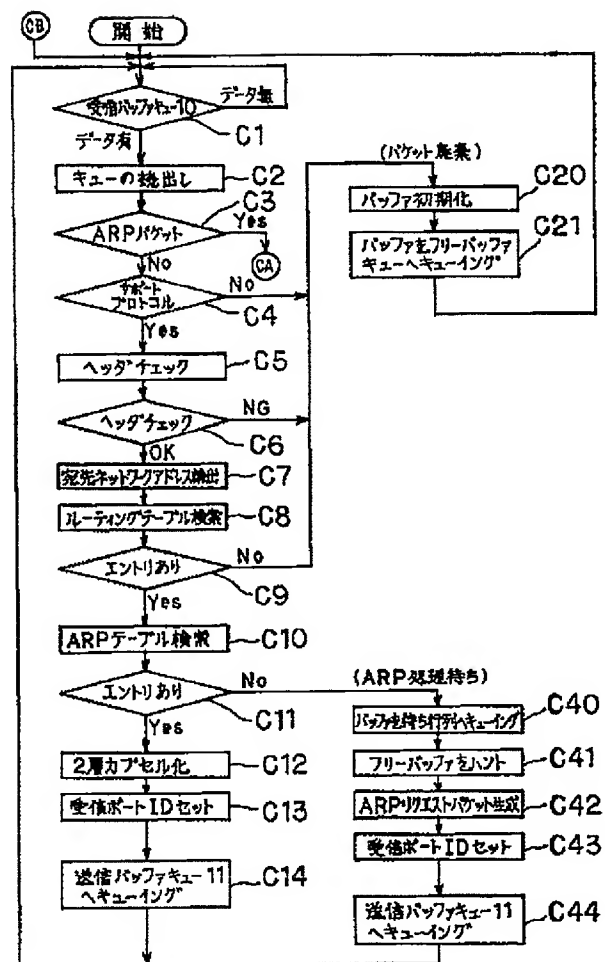 CB
開始
受信バッファキュー10
データ無
C1
データ有
キューの検出し
C2
C3
ARPパケット
Yes
CA
No
サポート
プロトコル
No
C4
Yes
ヘッダチェック
C5
ヘッダチェック
NG
C6
OK
宛先ネットワークアドレス検出
C7
ルーティングテーブル検索
C8
エントリあり
No
C9
Yes
ARPテーブル検索
C10
エントリあり
No
C11
Yes
2層カプセル化
C12
受信ポートIDセット
C13
送信バッファキュー11
へキューイング
C14
(パケット廃棄)
バッファ初期化
C20
バッファをフリーバッファ
キューへキューイング
C21
(ARP処理待ち)
バッファを待ち行列へキューイング
C40
フリーバッファをハント
C41
ARPリクエストパケット生成
C42
受信ポートIDセット
C43
送信バッファキュー11
へキューイング
C44